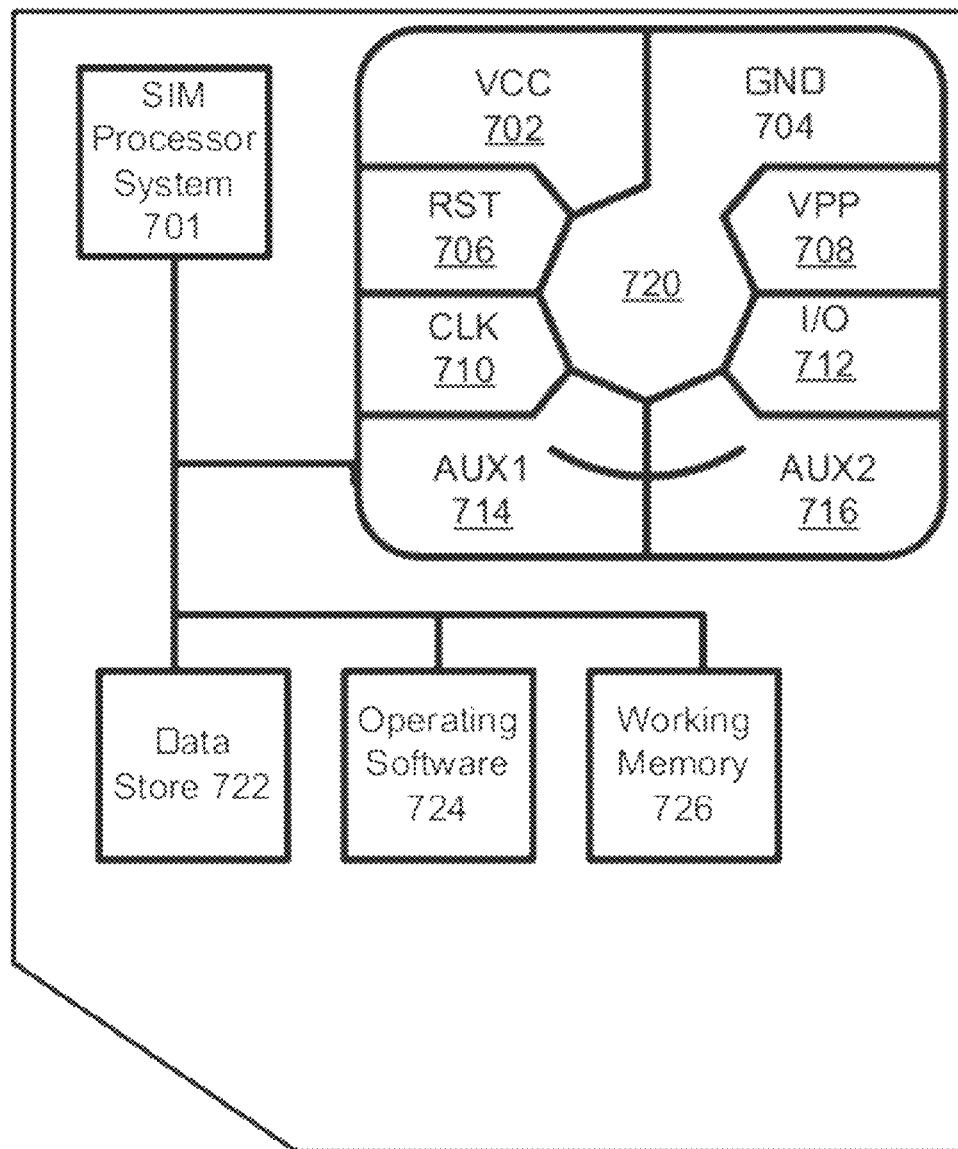 SIM
Processor
System
701
VCC
702
GND
704
RST
706
VPP
708
720
CLK
710
I/O
712
AUX1
714
AUX2
716
Data
Store 722
Operating
Software
724
Working
Memory
726